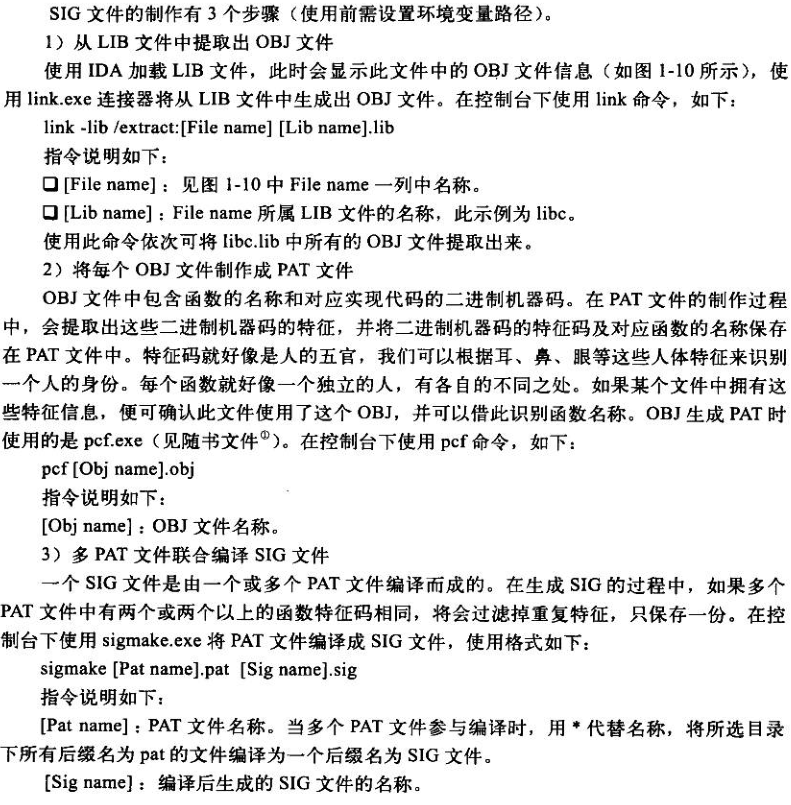 SIG 文件的制作有 3 个步骤（使用前需设置环境变量路径）。
1）从 LIB 文件中提取出 OBJ 文件
使用 IDA 加载 LIB 文件，此时会显示此文件中的 OBJ 文件信息（如图 1-10 所示），使
用 link.exe 连接器将从 LIB 文件中生成出 OBJ 文件。在控制台下使用 link 命令，如下：
link -lib /extract:[File name] [Lib name].lib
指令说明如下：
❑ [File name]：见图 1-10 中 File name 一列中名称。
❑ [Lib name]：File name 所属 LIB 文件的名称，此示例为 libc。
使用此命令依次可将 libc.lib 中所有的 OBJ 文件提取出来。
2）将每个 OBJ 文件制作成 PAT 文件
OBJ 文件中包含函数的名称和对应实现代码的二进制机器码。在 PAT 文件的制作过程
中，会提取出这些二进制机器码的特征，并将二进制机器码的特征码及对应函数的名称保存
在 PAT 文件中。特征码就好像是人的五官，我们可以根据耳、鼻、眼等这些人体特征来识别
一个人的身份。每个函数就好像一个独立的人，有各自的不同之处。如果某个文件中拥有这
些特征信息，便可确认此文件使用了这个 OBJ，并可以借此识别函数名称。OBJ 生成 PAT 时
使用的是 pcf.exe（见随书文件①）。在控制台下使用 pcf 命令，如下：
pcf [Obj name].obj
指令说明如下：
[Obj name]：OBJ 文件名称。
3）多 PAT 文件联合编译 SIG 文件
一个 SIG 文件是由一个或多个 PAT 文件编译而成的。在生成 SIG 的过程中，如果多个
PAT 文件中有两个或两个以上的函数特征码相同，将会过滤掉重复特征，只保存一份。在控
制台下使用 sigmake.exe 将 PAT 文件编译成 SIG 文件，使用格式如下：
sigmake [Pat name].pat [Sig name].sig
指令说明如下：
[Pat name]：PAT 文件名称。当多个 PAT 文件参与编译时，用 * 代替名称，将所选目录
下所有后缀名为 pat 的文件编译为一个后缀名为 SIG 文件。
[Sig name]：编译后生成的 SIG 文件的名称。